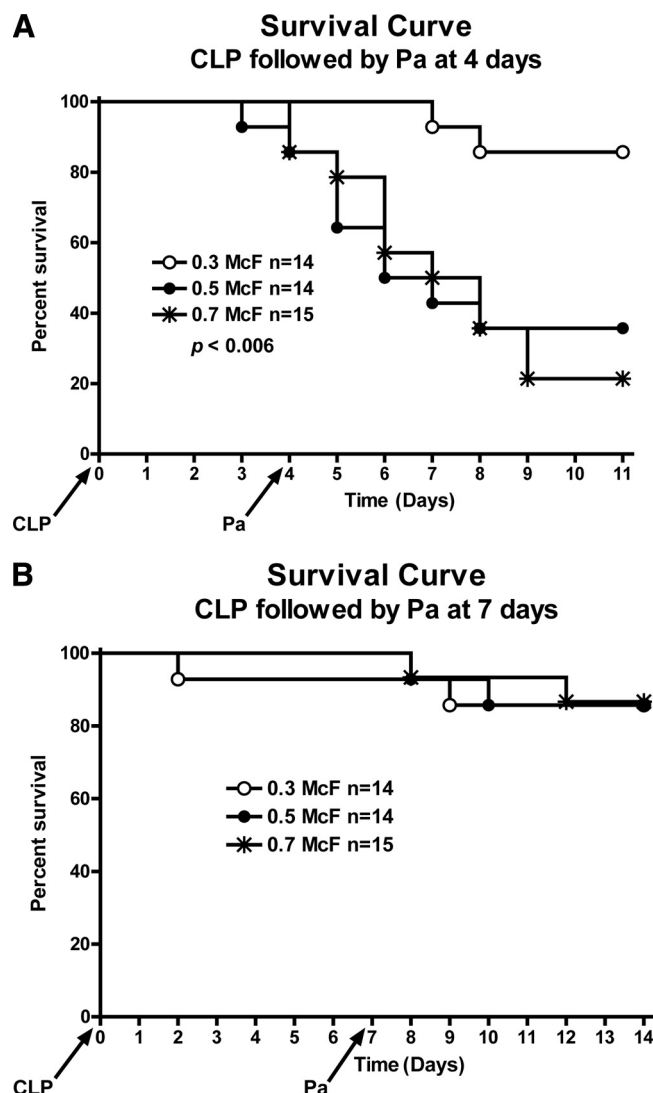 A
Survival Curve
CLP followed by Pa at 4 days
Percent survival
100
80
60
40
20
0
0.3 McF n=14
0.5 McF n=14
0.7 McF n=15
p < 0.006
0 1 2 3 4 5 6 7 8 9 10 11
Time (Days)
CLP
Pa
B
Survival Curve
CLP followed by Pa at 7 days
Percent survival
100
80
60
40
20
0
0.3 McF n=14
0.5 McF n=14
0.7 McF n=15
0 1 2 3 4 5 6 7 8 9 10 11 12 13 14
Time (Days)
CLP
Pa